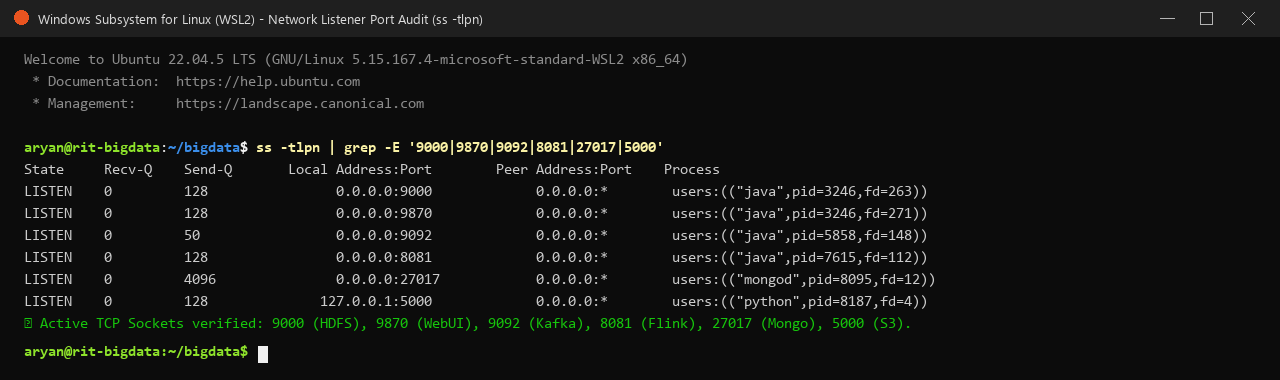 Windows Subsystem for Linux (WSL2) - Network Listener Port Audit (ss -tlpn)
Welcome to Ubuntu 22.04.5 LTS (GNU/Linux 5.15.167.4-microsoft-standard-WSL2 x86_64)
* Documentation:  https://help.ubuntu.com
* Management:     https://landscape.canonical.com
aryan@rit-bigdata:~/bigdata$ ss -tlpn | grep -E '9000|9870|9092|8081|27017|5000'
State     Recv-Q    Send-Q       Local Address:Port        Peer Address:Port    Process
LISTEN    0         128                0.0.0.0:9000             0.0.0.0:*        users:(("java",pid=3246,fd=263))
LISTEN    0         128                0.0.0.0:9870             0.0.0.0:*        users:(("java",pid=3246,fd=271))
LISTEN    0         50                 0.0.0.0:9092             0.0.0.0:*        users:(("java",pid=5858,fd=148))
LISTEN    0         128                0.0.0.0:8081             0.0.0.0:*        users:(("java",pid=7615,fd=112))
LISTEN    0         4096               0.0.0.0:27017            0.0.0.0:*        users:(("mongod",pid=8095,fd=12))
LISTEN    0         128              127.0.0.1:5000             0.0.0.0:*        users:(("python",pid=8187,fd=4))
Active TCP Sockets verified: 9000 (HDFS), 9870 (WebUI), 9092 (Kafka), 8081 (Flink), 27017 (Mongo), 5000 (S3).
aryan@rit-bigdata:~/bigdata$